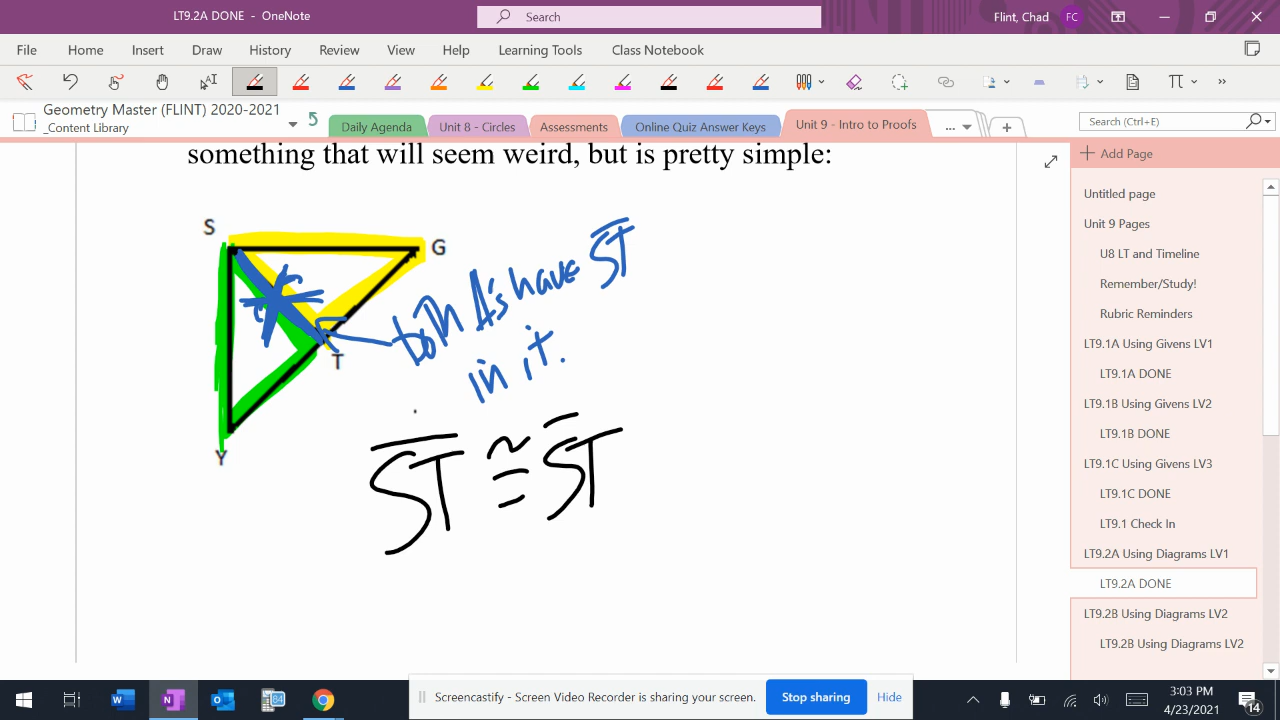 LT9.2A DONE - OneNote
Search
Flint, Chad
FC
File Home Insert Draw History Review View Help Learning Tools Class Notebook
Geometry Master (FLINT) 2020-2021
_Content Library
Daily Agenda
Unit 8 - Circles
Assessments
Online Quiz Answer Keys
Unit 9 - Intro to Proofs
...
Search (Ctrl+E)
something that will seem weird, but is pretty simple:
S
G
T
Y
both Δ's have ST
in it.
ST ≅ ST
Add Page
Untitled page
Unit 9 Pages
U8 LT and Timeline
Remember/Study!
Rubric Reminders
LT9.1A Using Givens LV1
LT9.1A DONE
LT9.1B Using Givens LV2
LT9.1B DONE
LT9.1C Using Givens LV3
LT9.1C DONE
LT9.1 Check In
LT9.2A Using Diagrams LV1
LT9.2A DONE
LT9.2B Using Diagrams LV2
LT9.2B Using Diagrams LV2
Screencastify - Screen Video Recorder is sharing your screen.
Stop sharing
Hide
84
3:03 PM
4/23/2021
14